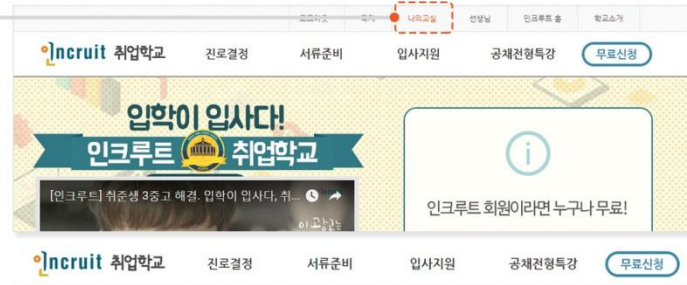 로그아웃 쪽지 나의교실 선생님 인크루트 홈 학교소개
incruit 취업학교 진로결정 서류준비 입사지원 공채전형특강 무료신청
입학이 입사다!
인크루트 취업학교
[인크루트] 취준생 3중고 해결. 입학이 입사다, 취...
이 광고는
인크루트 회원이라면 누구나 무료!
incruit 취업학교 진로결정 서류준비 입사지원 공채전형특강 무료신청